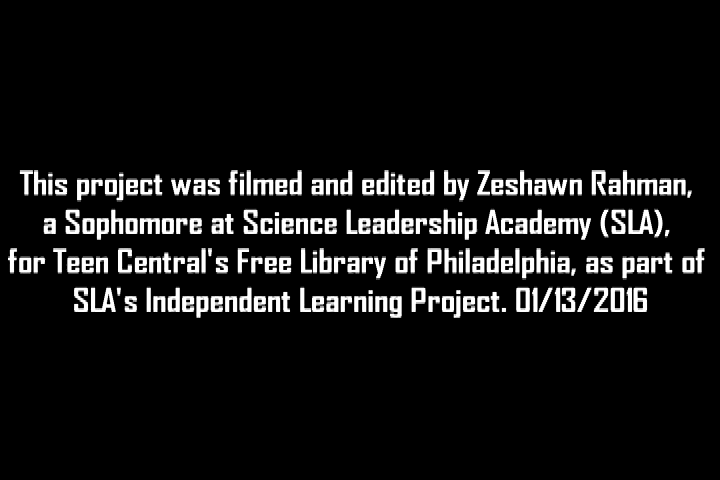 This project was filmed and edited by Zeshawn Rahman,
a Sophomore at Science Leadership Academy (SLA),
for Teen Central's Free Library of Philadelphia, as part of
SLA's Independent Learning Project. 01/13/2016